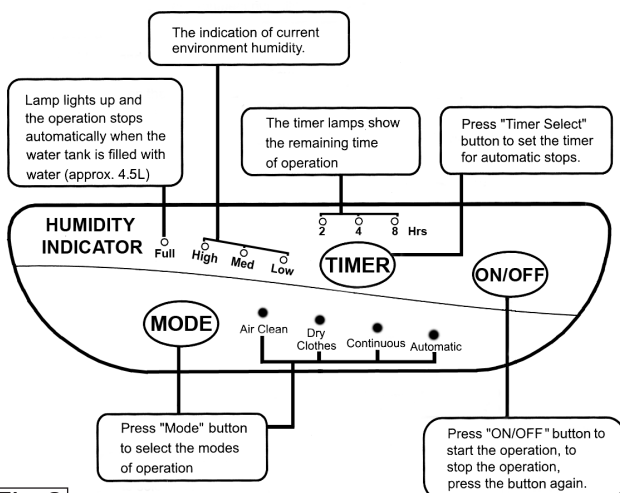 The indication of current
environment humidity.
Lamp lights up and
the operation stops
automatically when the
water tank is filled with
water (approx. 4.5L)
The timer lamps show
the remaining time
of operation
Press "Timer Select"
button to set the timer
for automatic stops.
HUMIDITY
INDICATOR
Full
High
Med
Low
2 4 8 Hrs
TIMER
ON/OFF
MODE
Air Clean
Dry
Clothes
Continuous
Automatic
Press "Mode" button
to select the modes
of operation
Press "ON/OFF" button to
start the operation, to
stop the operation,
press the button again.